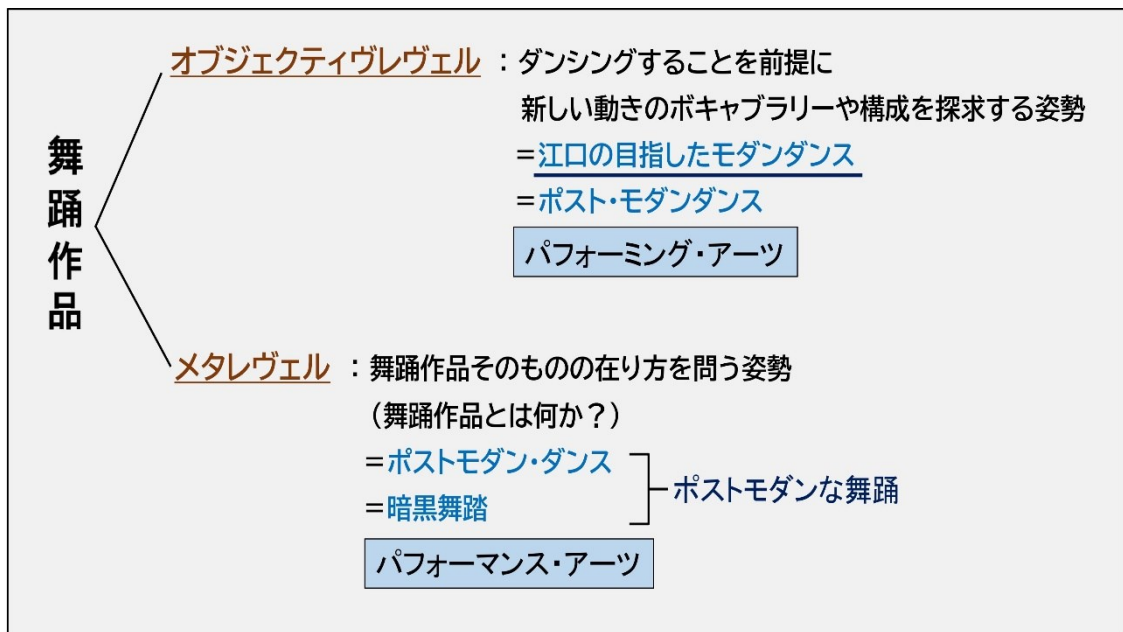 舞踊作品
オブジェクティヴレヴェル ：ダンシングすることを前提に
新しい動きのボキャブラリーや構成を探求する姿勢
＝江口の目指したモダンダンス
＝ポスト・モダンダンス
パフォーミング・アーツ
メタレヴェル ：舞踊作品そのものの在り方を問う姿勢
（舞踊作品とは何か？）
＝ポストモダン・ダンス
＝暗黒舞踏
ポストモダンな舞踊
パフォーマンス・アーツ